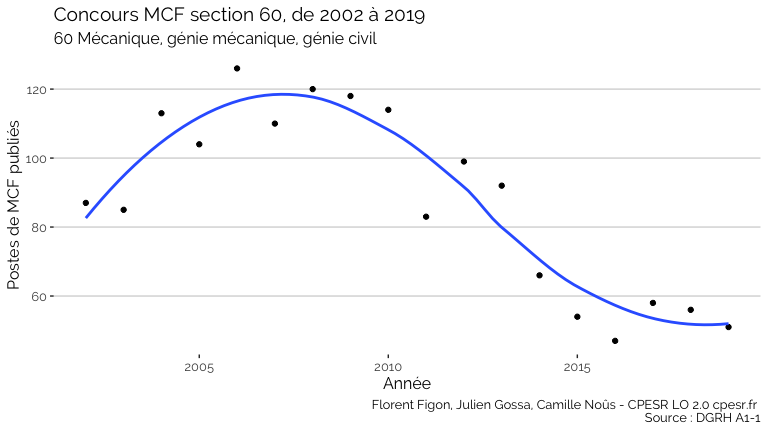 Concours MCF section 60, de 2002 à 2019
60 Mécanique, génie mécanique, génie civil
Postes de MCF publiés
120
100
80
60
2005
2010
2015
Année
Florent Figon, Julien Gossa, Camille Noûs - CPESR LO 2.0 cpesr.fr
Source : DGRH A1-1